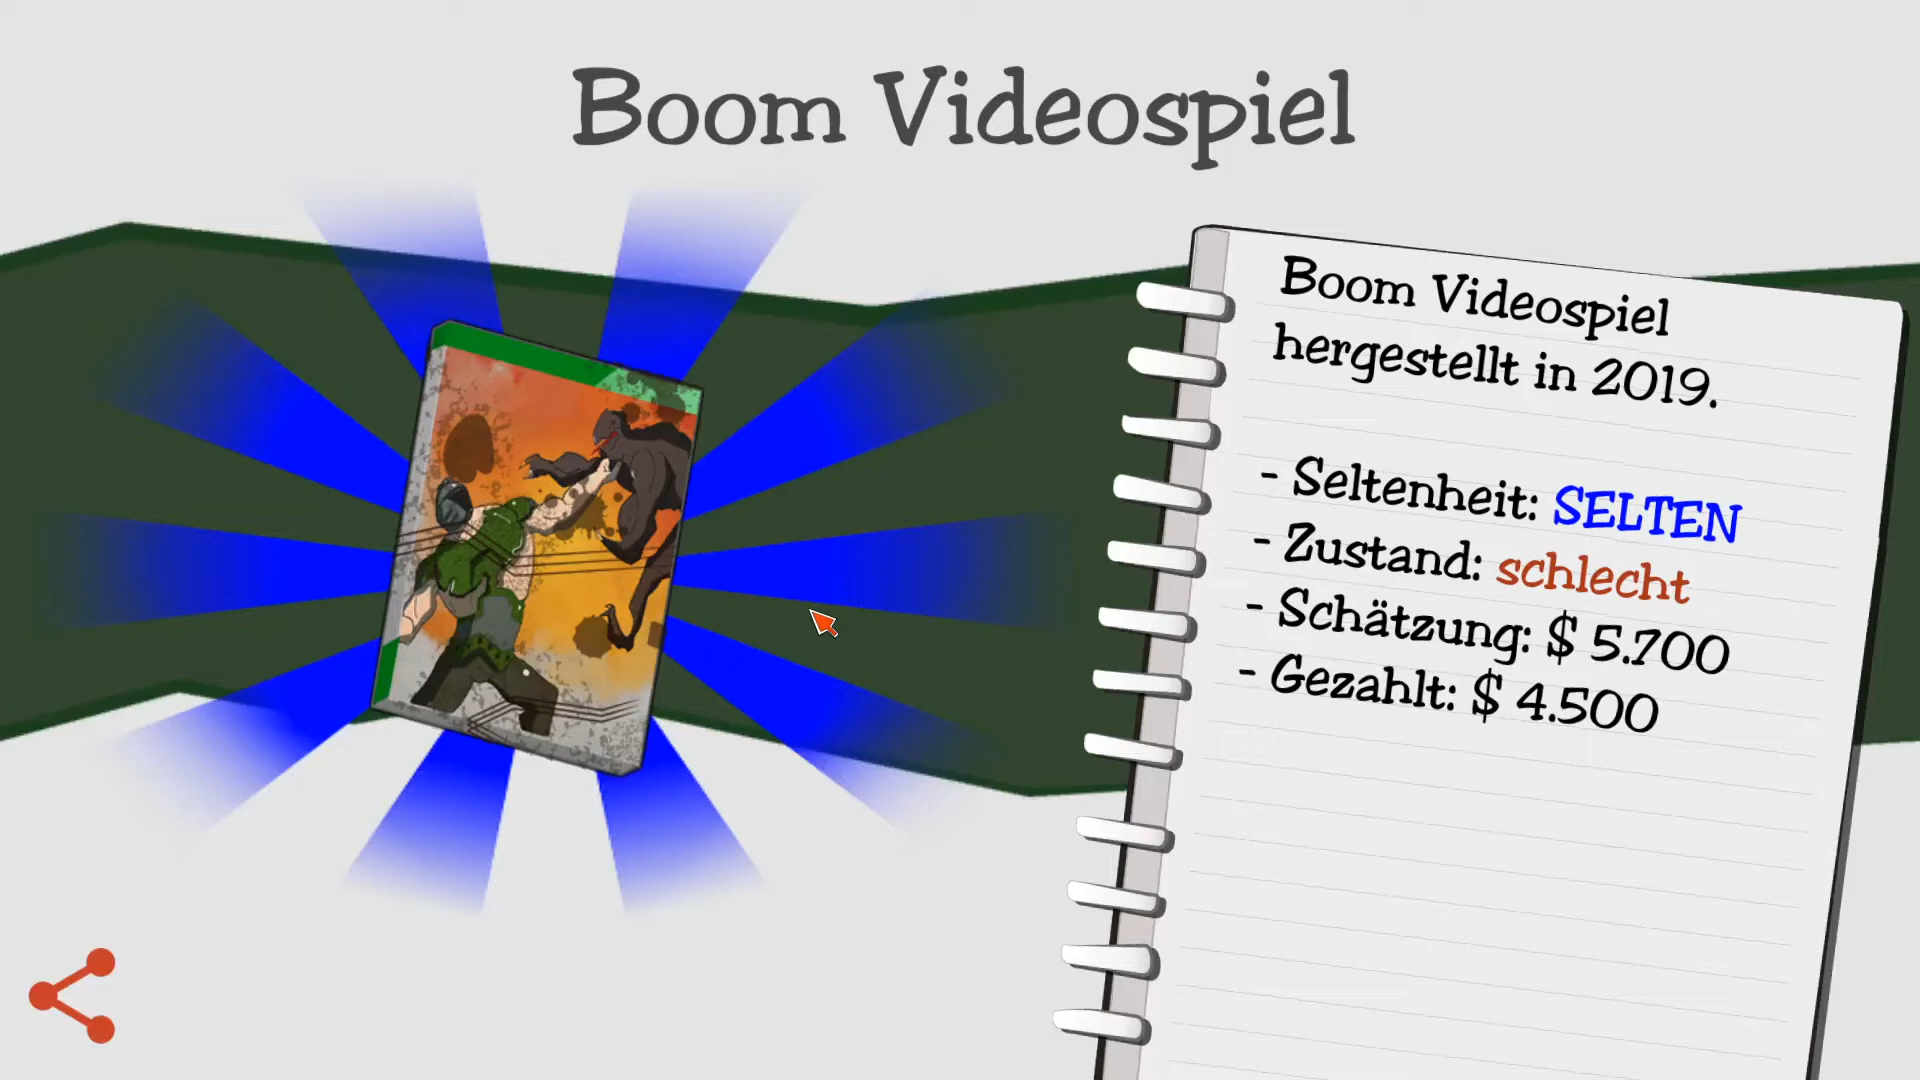 Boom Videospiel
Boom Videospiel
hergestellt in 2019.
- Seltenheit: SELTEN
- Zustand: schlecht
- Schätzung: $ 5.700
- Gezahlt: $ 4.500